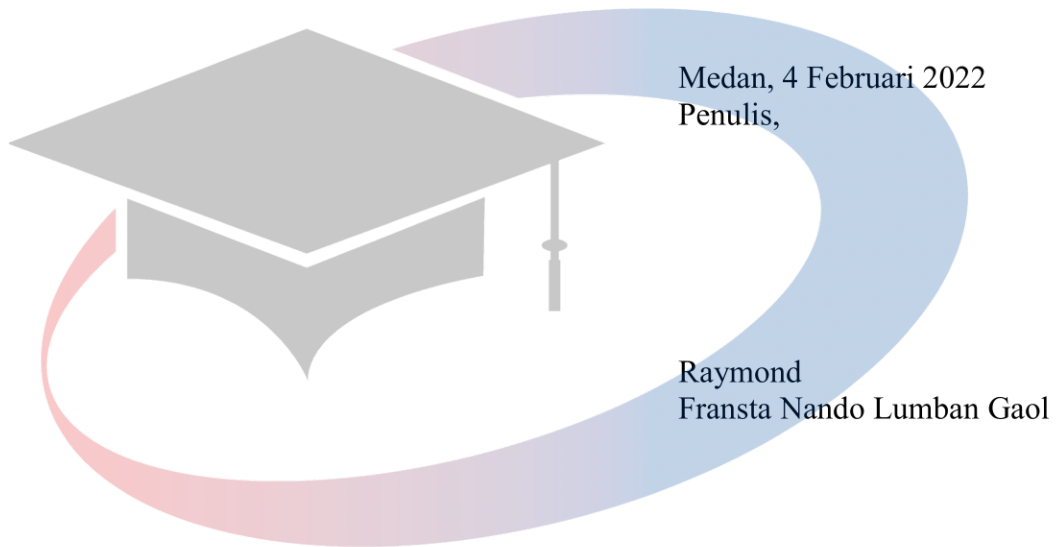 Medan, 4 Februari 2022
Penulis,
Raymond
Fransta Nando Lumban Gaol